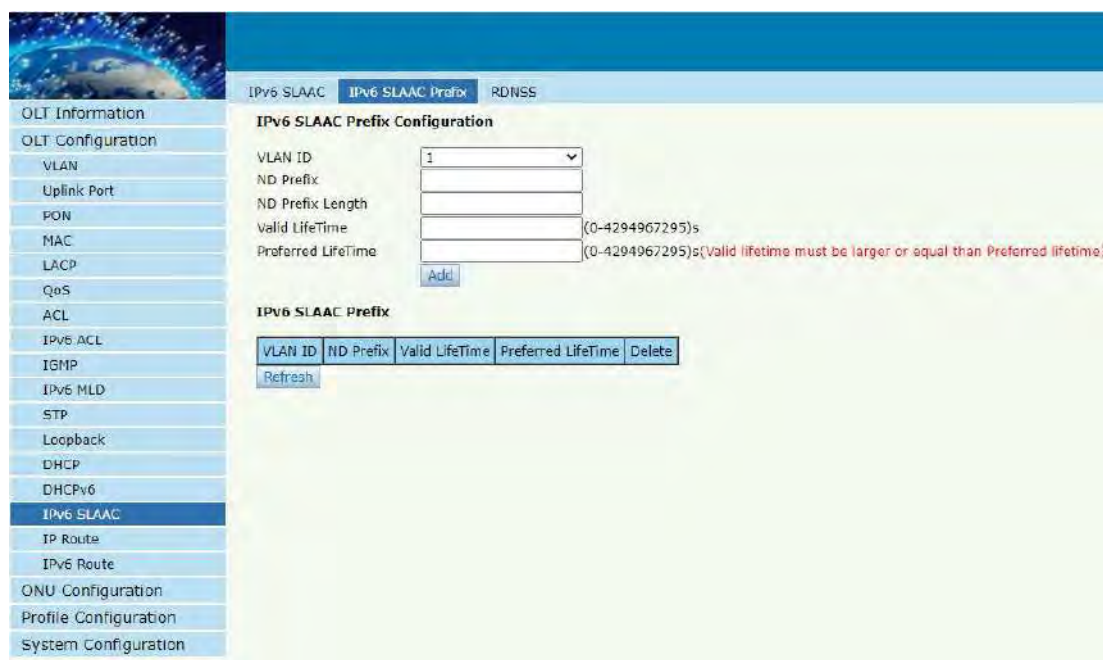 IPv6 SLAAC IPv6 SLAAC Prefix RDNSS
OLT Information
OLT Configuration
VLAN
Uplink Port
PON
MAC
LACP
QoS
ACL
IPv6 ACL
IGMP
IPv6 MLD
STP
Loopback
DHCP
DHCPv6
IPv6 SLAAC
IP Route
IPv6 Route
ONU Configuration
Profile Configuration
System Configuration
IPv6 SLAAC Prefix Configuration
VLAN ID 1
ND Prefix
ND Prefix Length
Valid LifeTime (0-4294967295)s
Preferred LifeTime (0-4294967295)s(Valid lifetime must be larger or equal than Preferred lifetime)
Add
IPv6 SLAAC Prefix
VLAN ID ND Prefix Valid LifeTime Preferred LifeTime Delete
Refresh